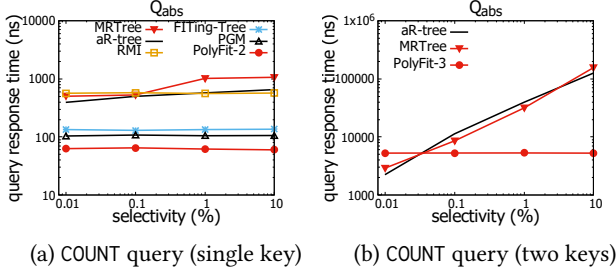 Q_abs
query response time (ns)
10000
1000
100
10
MRTree
aR-tree
RMI
FITing-Tree
PGM
PolyFit-2
0.01 0.1 1 10
selectivity (%)
(a) COUNT query (single key)
Q_abs
query response time (ns)
1x10^6
100000
10000
1000
aR-tree
MRTree
PolyFit-3
0.01 0.1 1 10
selectivity (%)
(b) COUNT query (two keys)